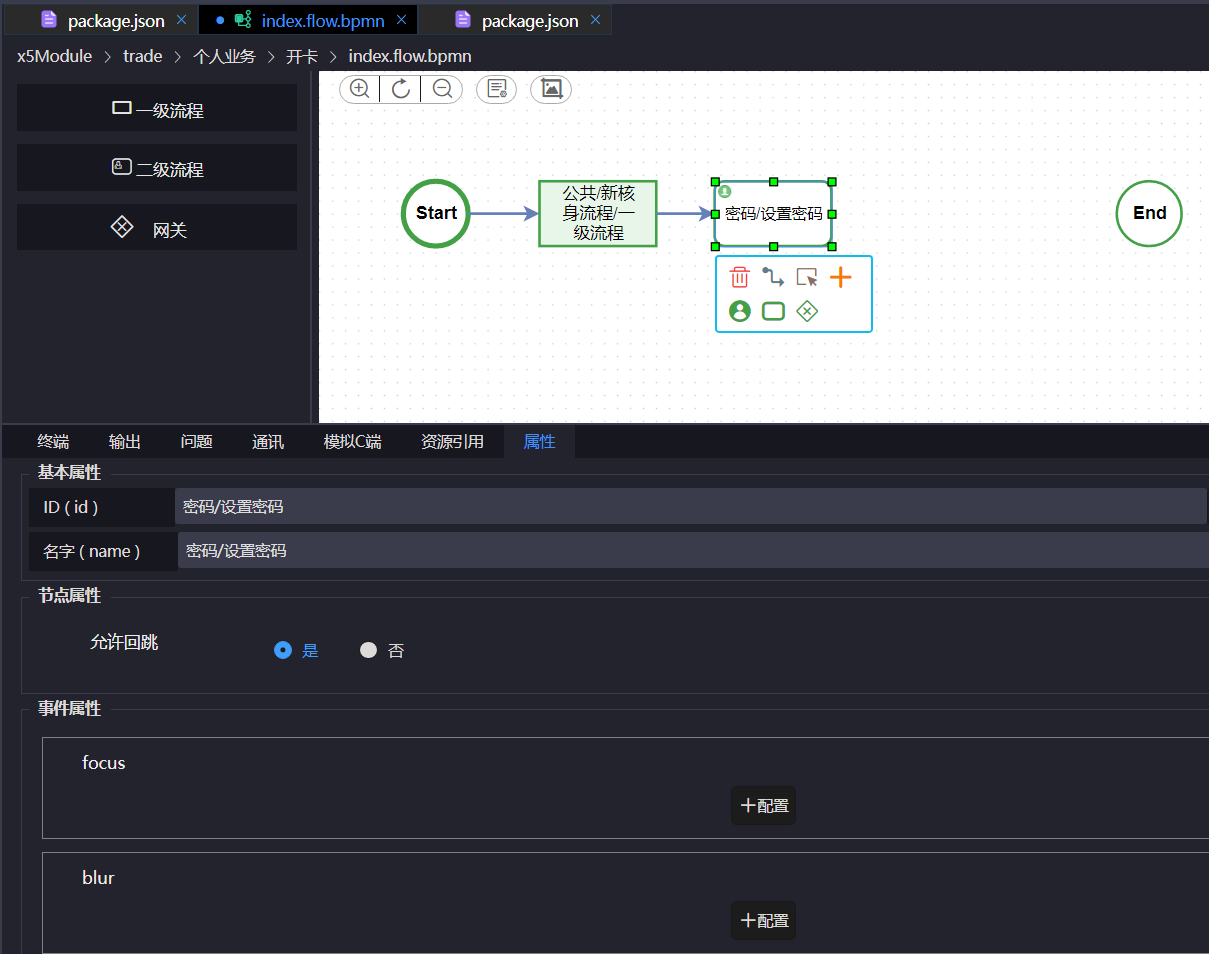 package.json
index.flow.bpmn
package.json
x5Module > trade > 个人业务 > 开卡 > index.flow.bpmn
一级流程
二级流程
网关
Start
公共/新核
身流程/一
级流程
密码/设置密码
End
终端 输出 问题 通讯 模拟C端 资源引用 属性
基本属性
ID ( id ) 密码/设置密码
名字 ( name ) 密码/设置密码
节点属性
允许回跳 是 否
事件属性
focus
+配置
blur
+配置